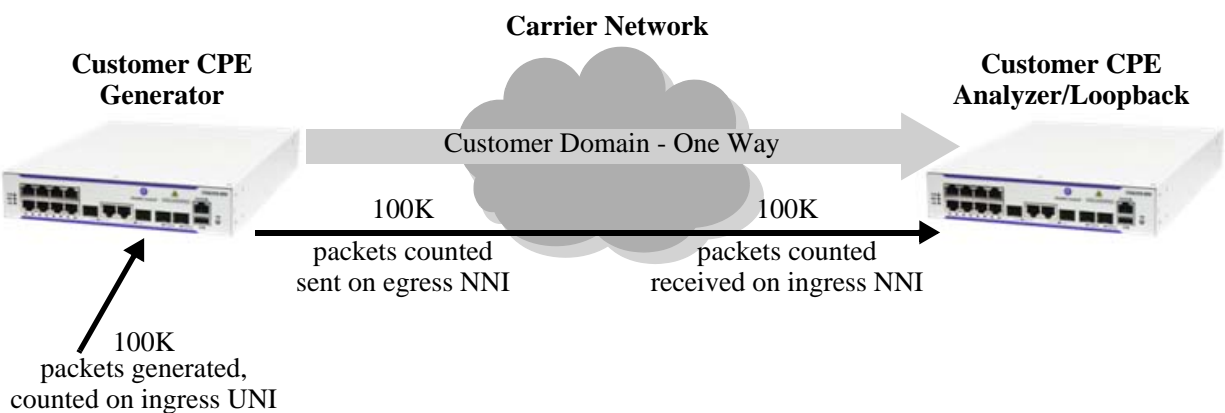 Carrier Network
Customer CPE
Generator
Customer CPE
Analyzer/Loopback
Customer Domain - One Way
100K
packets counted
sent on egress NNI
100K
packets counted
received on ingress NNI
100K
packets generated,
counted on ingress UNI